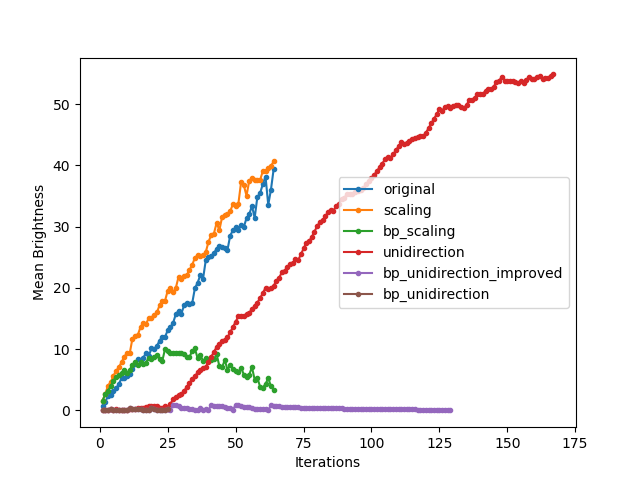 50
40
30
20
10
0
Mean Brightness
original
scaling
bp_scaling
unidirection
bp_unidirection_improved
bp_unidirection
0 25 50 75 100 125 150 175
Iterations